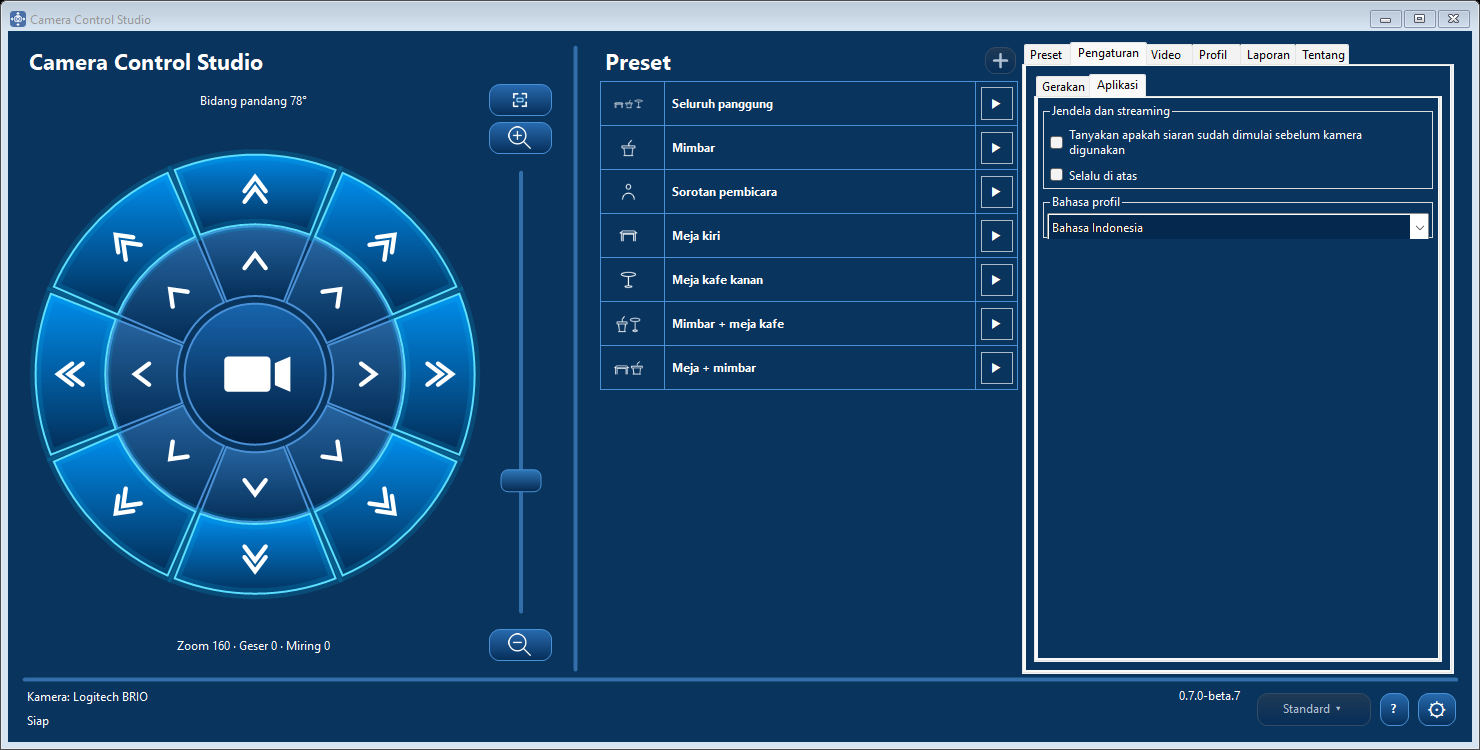 Camera Control Studio
Camera Control Studio
Bidang pandang 78°
Zoom 160 · Geser 0 · Miring 0
Preset
Seluruh panggung
Mimbar
Sorotan pembicara
Meja kiri
Meja kafe kanan
Mimbar + meja kafe
Meja + mimbar
Preset Pengaturan Video Profil Laporan Tentang
Gerakan Aplikasi
Jendela dan streaming
Tanyakan apakah siaran sudah dimulai sebelum kamera
digunakan
Selalu di atas
Bahasa profil
Bahasa Indonesia
Kamera: Logitech BRIO
Siap
0.7.0-beta.7
Standard
?